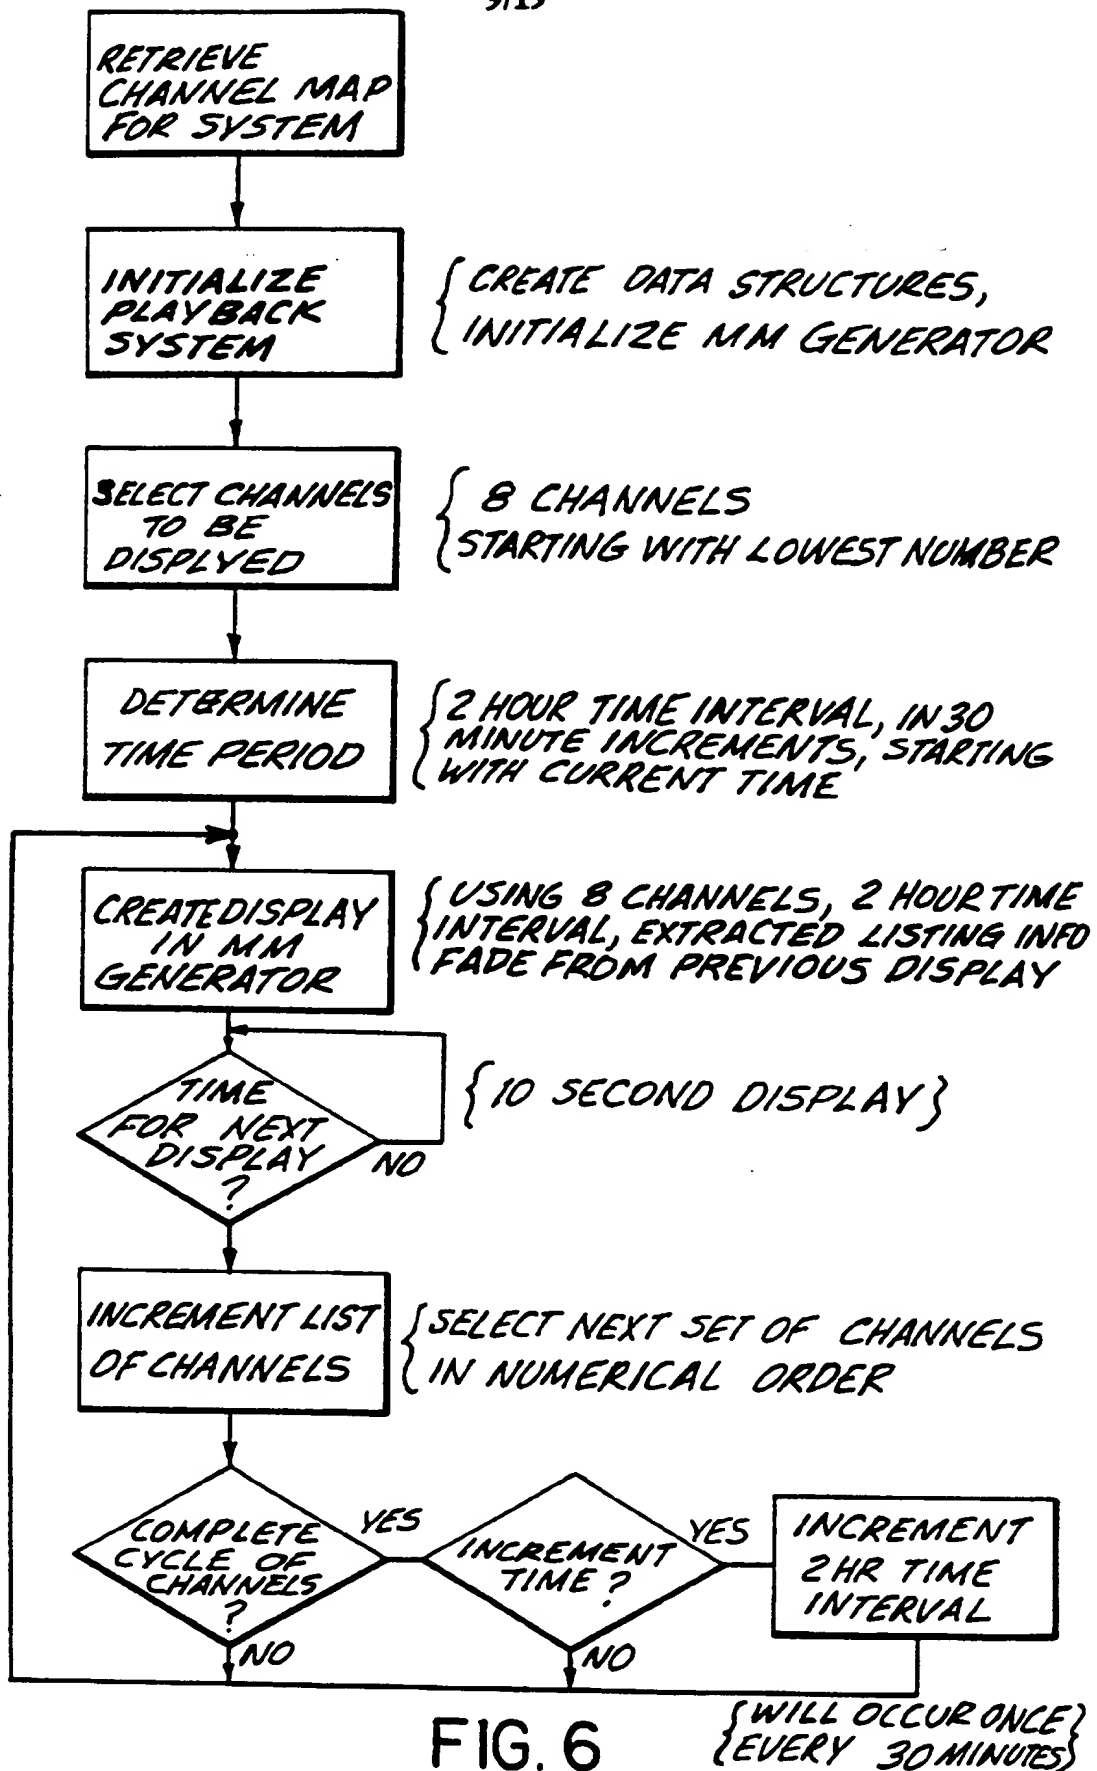 RETRIEVE
CHANNEL MAP
FOR SYSTEM
INITIALIZE
PLAYBACK
SYSTEM
{ CREATE DATA STRUCTURES,
INITIALIZE MM GENERATOR
SELECT CHANNELS
TO BE
DISPLYED
{ 8 CHANNELS
STARTING WITH LOWEST NUMBER
DETERMINE
TIME PERIOD
{ 2 HOUR TIME INTERVAL, IN 30
MINUTE INCREMENTS, STARTING
WITH CURRENT TIME
CREATE DISPLAY
IN MM
GENERATOR
{ USING 8 CHANNELS, 2 HOUR TIME
INTERVAL, EXTRACTED LISTING INFO
FADE FROM PREVIOUS DISPLAY
TIME
FOR NEXT
DISPLAY
?
NO
{ 10 SECOND DISPLAY }
INCREMENT LIST
OF CHANNELS
{ SELECT NEXT SET OF CHANNELS
IN NUMERICAL ORDER
COMPLETE
CYCLE OF
CHANNELS
?
YES
NO
INCREMENT
TIME ?
YES
NO
INCREMENT
2 HR TIME
INTERVAL
{ WILL OCCUR ONCE }
{ EVERY 30 MINUTES }
FIG. 6